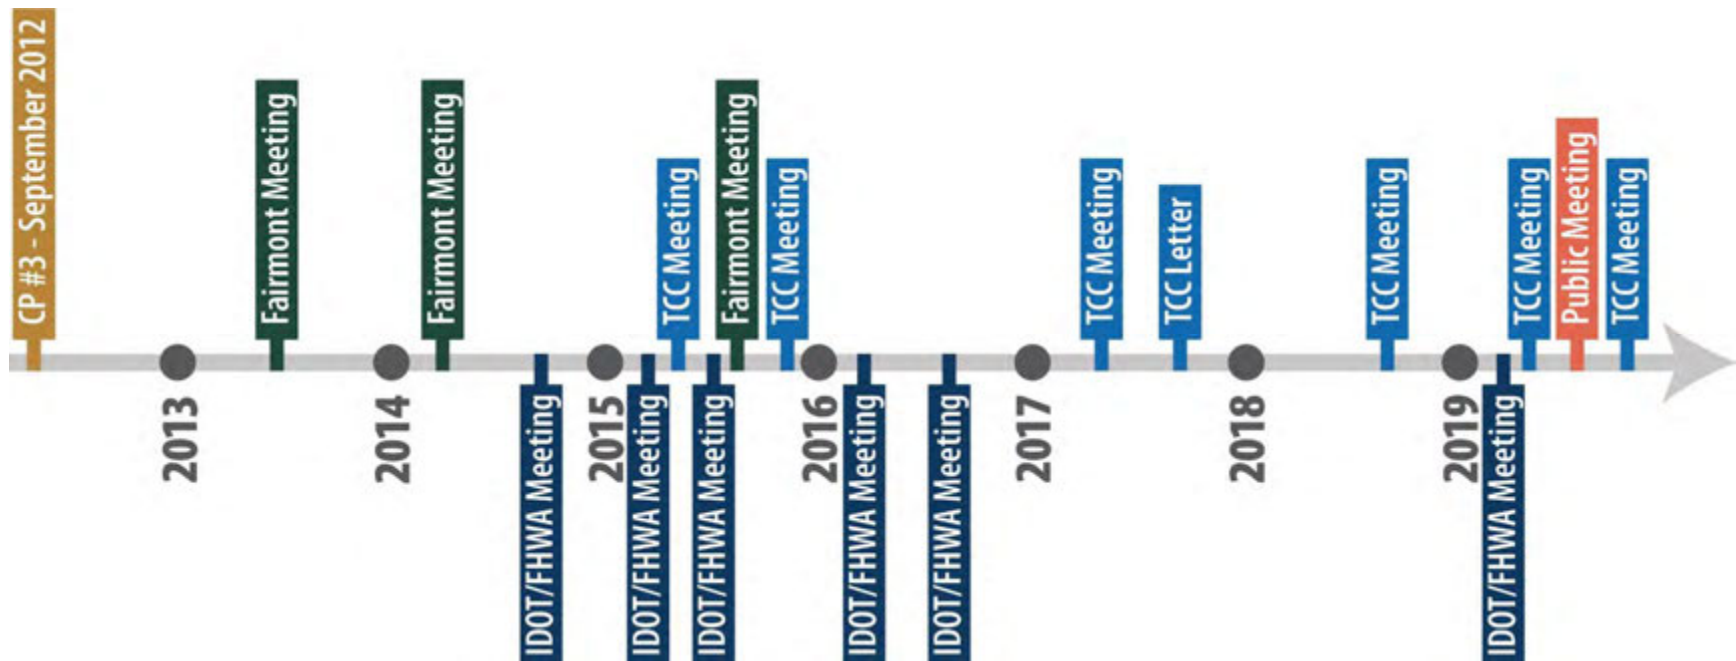 CP #3 - September 2012
Fairmont Meeting
Fairmont Meeting
TCC Meeting
Fairmont Meeting
TCC Meeting
TCC Meeting
TCC Letter
TCC Meeting
TCC Meeting
Public Meeting
TCC Meeting
2013
2014
2015
2016
2017
2018
2019
IDOT/FHWA Meeting
IDOT/FHWA Meeting
IDOT/FHWA Meeting
IDOT/FHWA Meeting
IDOT/FHWA Meeting
IDOT/FHWA Meeting